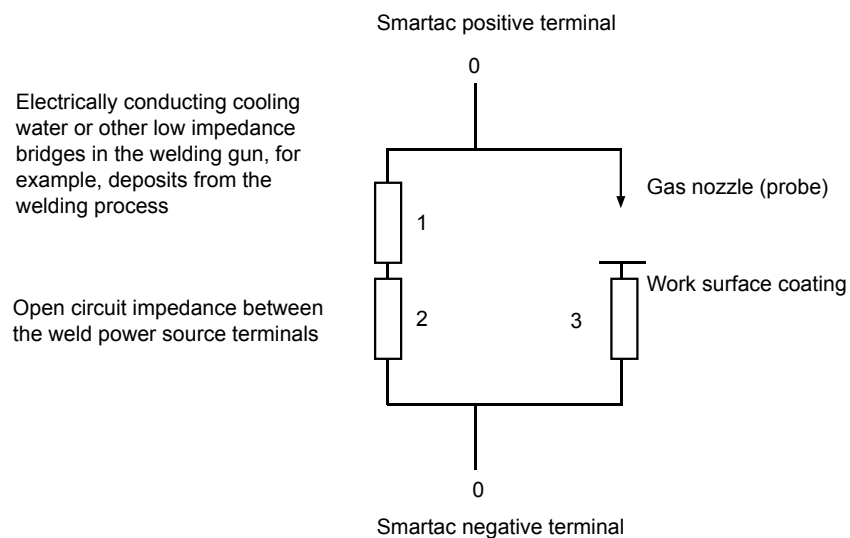 Smartac positive terminal
0
Electrically conducting cooling
water or other low impedance
bridges in the welding gun, for
example, deposits from the
welding process
Gas nozzle (probe)
1
Work surface coating
Open circuit impedance between
the weld power source terminals
2
3
0
Smartac negative terminal